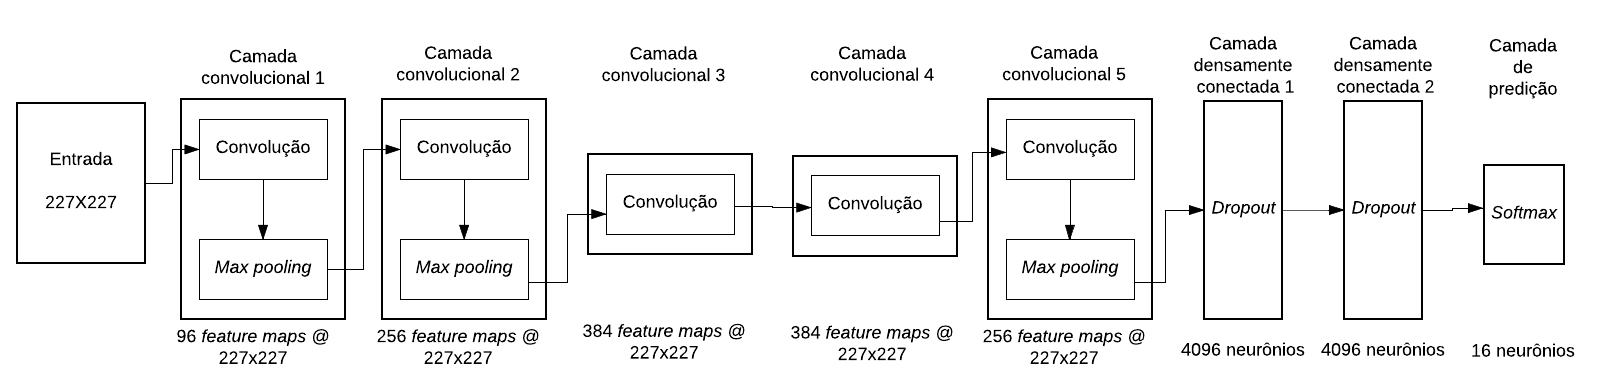 Entrada
227X227
Camada
convolucional 1
Convolução
Max pooling
96 feature maps @
227x227
Camada
convolucional 2
Convolução
Max pooling
256 feature maps @
227x227
Camada
convolucional 3
Convolução
384 feature maps @
227x227
Camada
convolucional 4
Convolução
384 feature maps @
227x227
Camada
convolucional 5
Convolução
Max pooling
256 feature maps @
227x227
Camada
densamente
conectada 1
Dropout
4096 neurônios
Camada
densamente
conectada 2
Dropout
4096 neurônios
Camada
de
predição
Softmax
16 neurônios